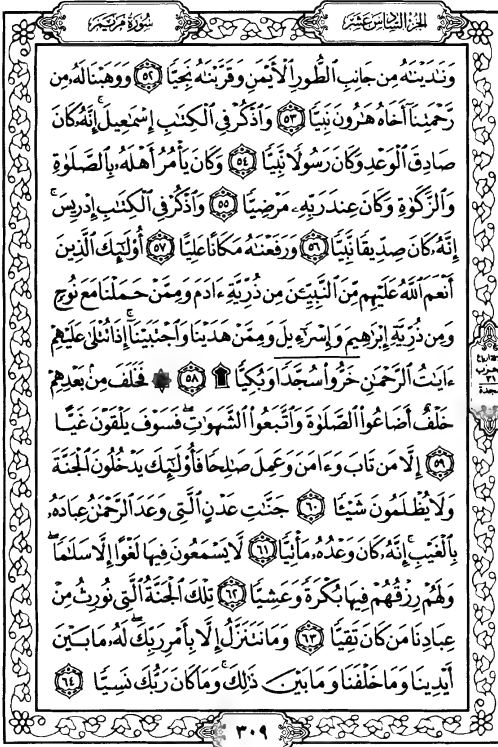 سُورَةُ مَرْيَمَ
الجزء السادس عشر
وَنَٰدَيْنَٰهُ مِن جَانِبِ ٱلطُّورِ ٱلْأَيْمَنِ وَقَرَّبْنَٰهُ نَجِيًّا ٥٢ وَوَهَبْنَا لَهُۥ مِن
رَّحْمَتِنَآ أَخَاهُ هَٰرُونَ نَبِيًّا ٥٣ وَٱذْكُرْ فِى ٱلْكِتَٰبِ إِسْمَٰعِيلَ ۚ إِنَّهُۥ كَانَ
صَادِقَ ٱلْوَعْدِ وَكَانَ رَسُولًا نَّبِيًّا ٥٤ وَكَانَ يَأْمُرُ أَهْلَهُۥ بِٱلصَّلَوٰةِ
وَٱلزَّكَوٰةِ وَكَانَ عِندَ رَبِّهِۦ مَرْضِيًّا ٥٥ وَٱذْكُرْ فِى ٱلْكِتَٰبِ إِدْرِيسَ ۚ
إِنَّهُۥ كَانَ صِدِّيقًا نَّبِيًّا ٥٦ وَرَفَعْنَٰهُ مَكَانًا عَلِيًّا ٥٧ أُو۟لَٰٓئِكَ ٱلَّذِينَ
أَنْعَمَ ٱللَّهُ عَلَيْهِم مِّنَ ٱلنَّبِيِّـۧنَ مِن ذُرِّيَّةِ ءَادَمَ وَمِمَّنْ حَمَلْنَا مَعَ نُوحٍ
وَمِن ذُرِّيَّةِ إِبْرَٰهِيمَ وَإِسْرَٰٓءِيلَ وَمِمَّنْ هَدَيْنَا وَٱجْتَبَيْنَآ ۚ إِذَا تُتْلَىٰ عَلَيْهِمْ
ءَايَٰتُ ٱلرَّحْمَٰنِ خَرُّوا۟ سُجَّدًا وَبُكِيًّا ۩ ٥٨ ۞ فَخَلَفَ مِنۢ بَعْدِهِمْ
خَلْفٌ أَضَاعُوا۟ ٱلصَّلَوٰةَ وَٱتَّبَعُوا۟ ٱلشَّهَوَٰتِ ۖ فَسَوْفَ يَلْقَوْنَ غَيًّا
٥٩ إِلَّا مَن تَابَ وَءَامَنَ وَعَمِلَ صَٰلِحًا فَأُو۟لَٰٓئِكَ يَدْخُلُونَ ٱلْجَنَّةَ
وَلَا يُظْلَمُونَ شَيْـًٔا ٦٠ جَنَّٰتِ عَدْنٍ ٱلَّتِى وَعَدَ ٱلرَّحْمَٰنُ عِبَادَهُۥ
بِٱلْغَيْبِ ۚ إِنَّهُۥ كَانَ وَعْدُهُۥ مَأْتِيًّا ٦١ لَّا يَسْمَعُونَ فِيهَا لَغْوًا إِلَّا سَلَٰمًا ۖ
وَلَهُمْ رِزْقُهُمْ فِيهَا بُكْرَةً وَعَشِيًّا ٦٢ تِلْكَ ٱلْجَنَّةُ ٱلَّتِى نُورِثُ مِنْ
عِبَادِنَا مَن كَانَ تَقِيًّا ٦٣ وَمَا نَتَنَزَّلُ إِلَّا بِأَمْرِ رَبِّكَ ۖ لَهُۥ مَا بَيْنَ
أَيْدِينَا وَمَا خَلْفَنَا وَمَا بَيْنَ ذَٰلِكَ ۚ وَمَا كَانَ رَبُّكَ نَسِيًّا ٦٤
حزب
٣١
سجدة
٣٠٩